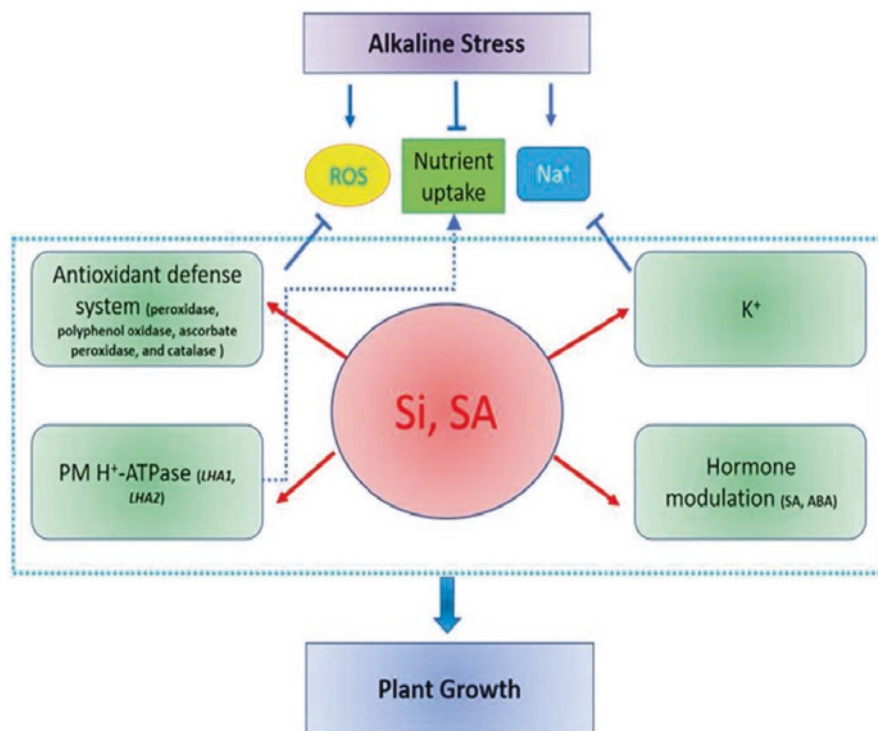 Alkaline Stress
ROS
Nutrient
uptake
Na⁺
Antioxidant defense
system (peroxidase,
polyphenol oxidase, ascorbate
peroxidase, and catalase )
K⁺
Si, SA
PM H⁺-ATPase (LHA1,
LHA2)
Hormone
modulation (SA, ABA)
Plant Growth